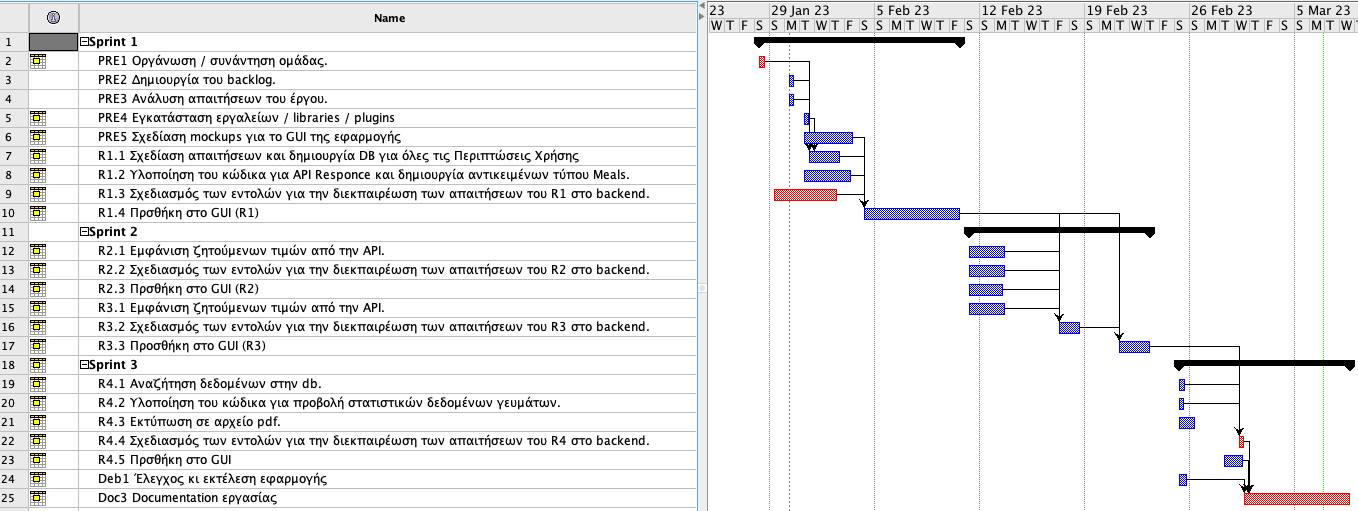 Name
23 29 Jan 23 5 Feb 23 12 Feb 23 19 Feb 23 26 Feb 23 5 Mar 23
W T F S S M T W T F S S M T W T F S S M T W T F S S M T W T F S S M T W T F S S M T W
1 Sprint 1
2 PRE1 Οργάνωση / συνάντηση ομάδας.
3 PRE2 Δημιουργία του backlog.
4 PRE3 Ανάλυση απαιτήσεων του έργου.
5 PRE4 Εγκατάσταση εργαλείων / libraries / plugins
6 PRE5 Σχεδίαση mockups για το GUI της εφαρμογής
7 R1.1 Σχεδίαση απαιτήσεων και δημιουργία DB για όλες τις Περιπτώσεις Χρήσης
8 R1.2 Υλοποίηση του κώδικα για API Responce και δημιουργία αντικειμένων τύπου Meals.
9 R1.3 Σχεδιασμός των εντολών για την διεκπαιρέωση των απαιτήσεων του R1 στο backend.
10 R1.4 Πρσθήκη στο GUI (R1)
11 Sprint 2
12 R2.1 Εμφάνιση ζητούμενων τιμών από την API.
13 R2.2 Σχεδιασμός των εντολών για την διεκπαιρέωση των απαιτήσεων του R2 στο backend.
14 R2.3 Πρσθήκη στο GUI (R2)
15 R3.1 Εμφάνιση ζητούμενων τιμών από την API.
16 R3.2 Σχεδιασμός των εντολών για την διεκπαιρέωση των απαιτήσεων του R3 στο backend.
17 R3.3 Προσθήκη στο GUI (R3)
18 Sprint 3
19 R4.1 Αναζήτηση δεδομένων στην db.
20 R4.2 Υλοποίηση του κώδικα για προβολή στατιστικών δεδομένων γευμάτων.
21 R4.3 Εκτύπωση σε αρχείο pdf.
22 R4.4 Σχεδιασμός των εντολών για την διεκπαιρέωση των απαιτήσεων του R4 στο backend.
23 R4.5 Πρσθήκη στο GUI
24 Deb1 Έλεγχος κι εκτέλεση εφαρμογής
25 Doc3 Documentation εργασίας